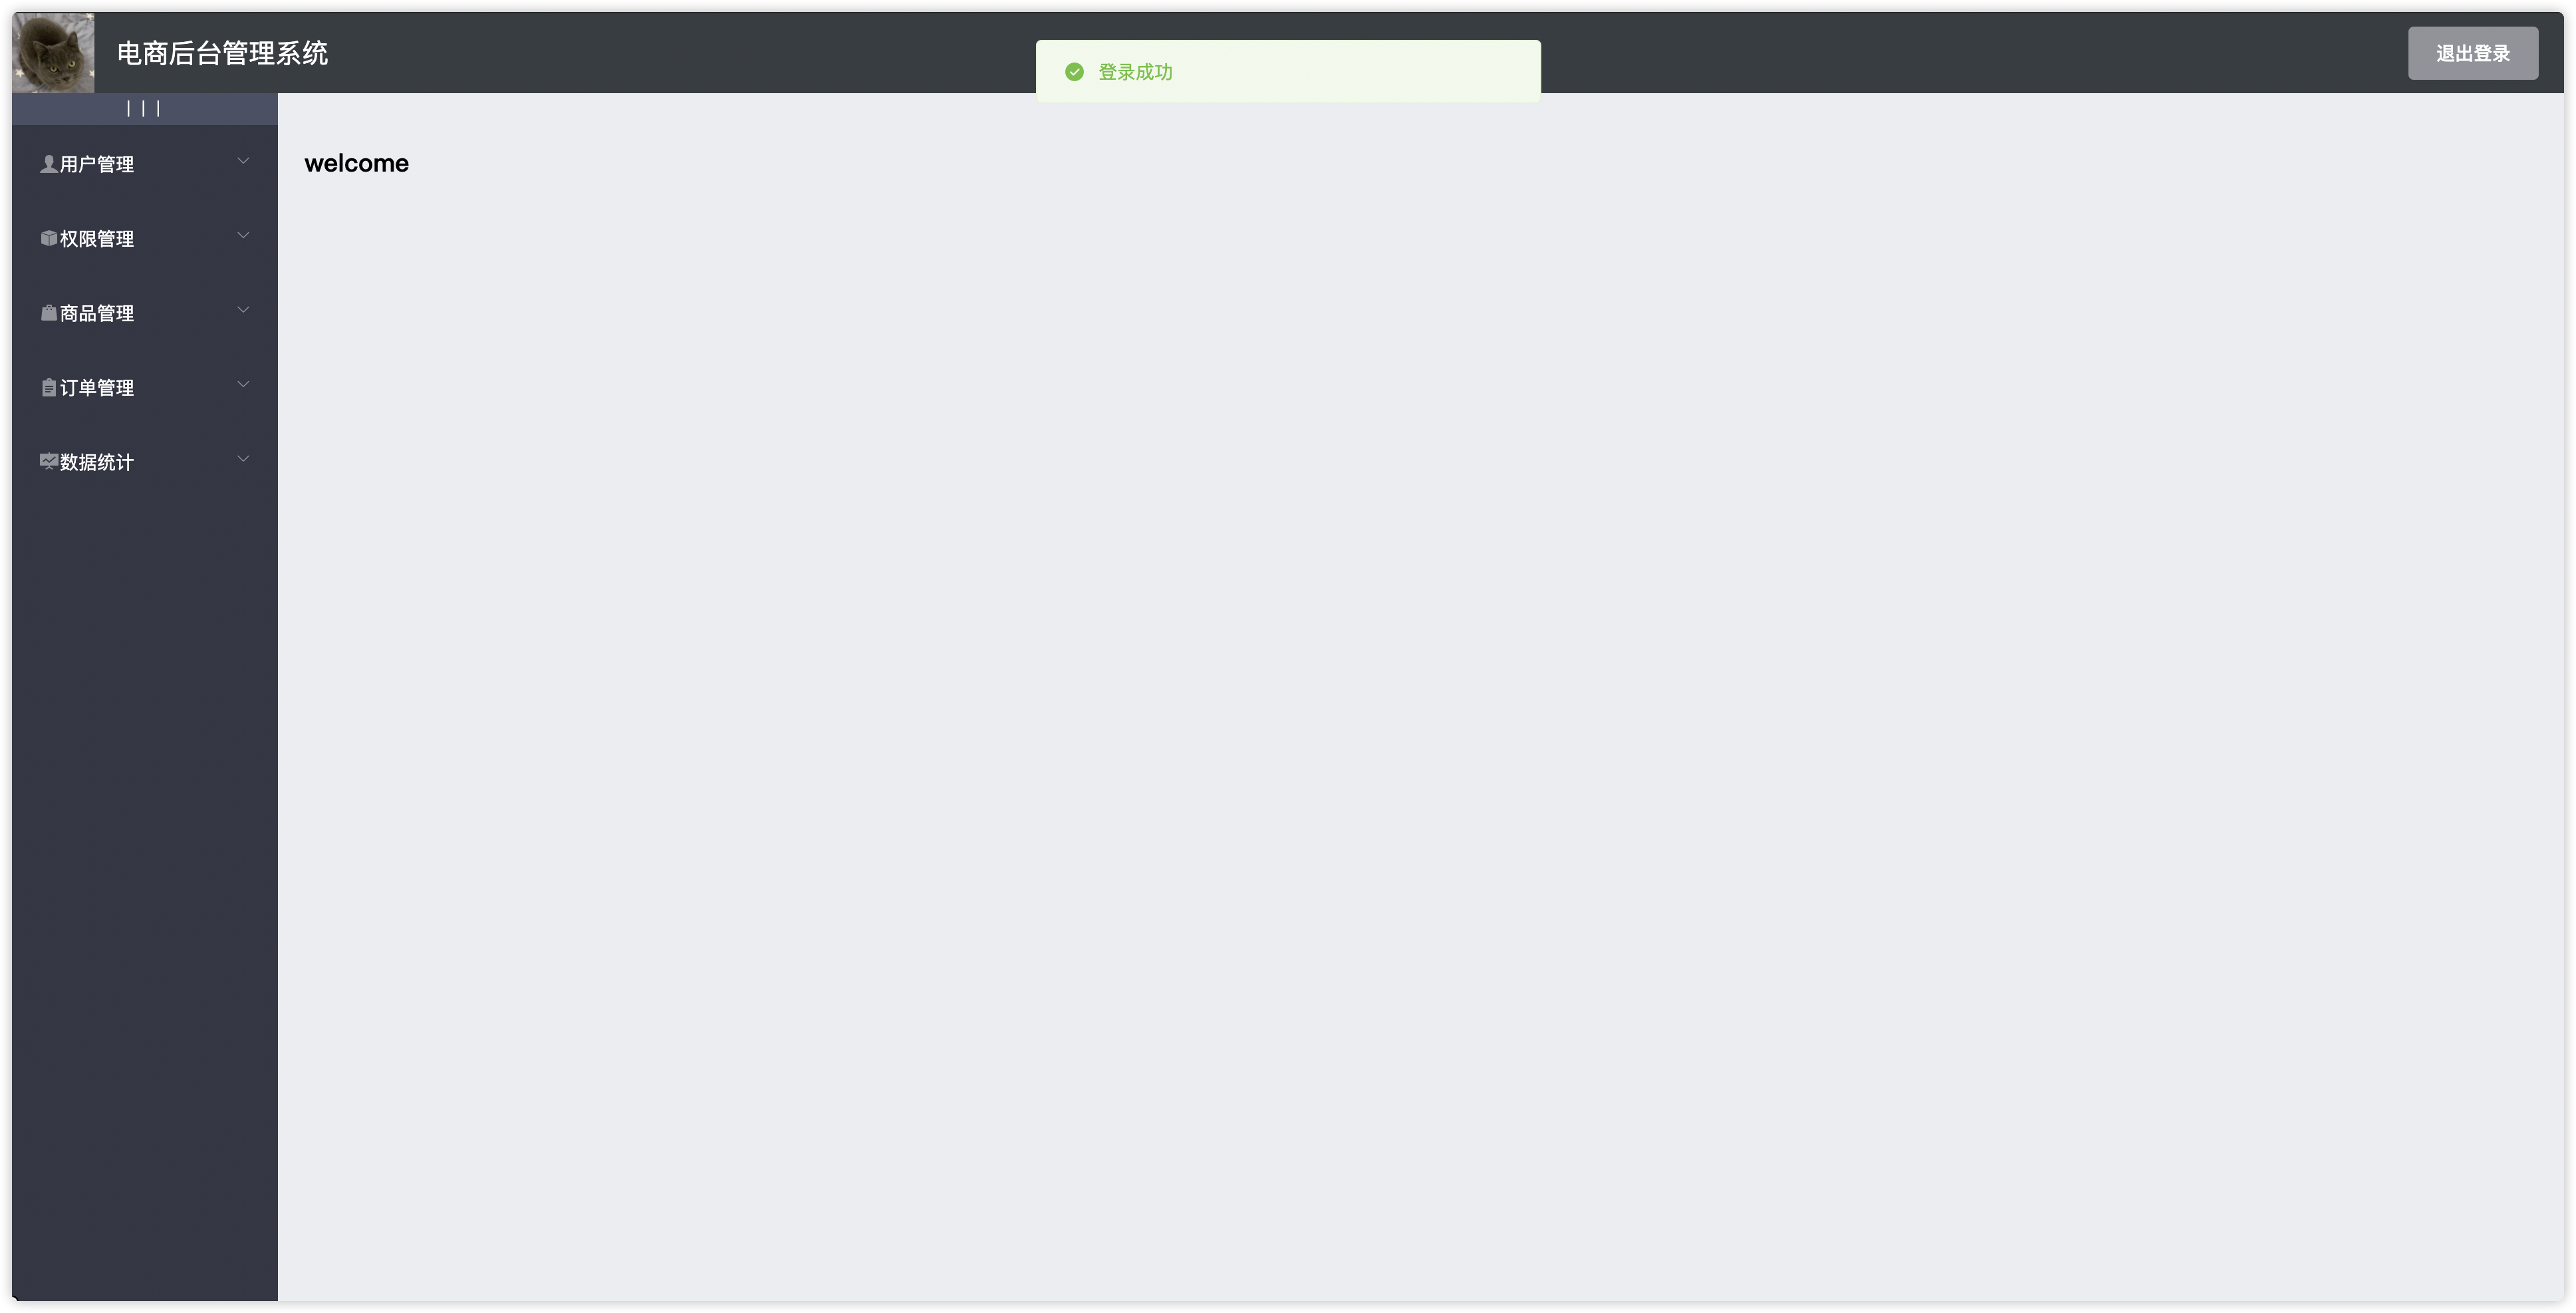 电商后台管理系统
登录成功
退出登录
|||
welcome
用户管理
权限管理
商品管理
订单管理
数据统计